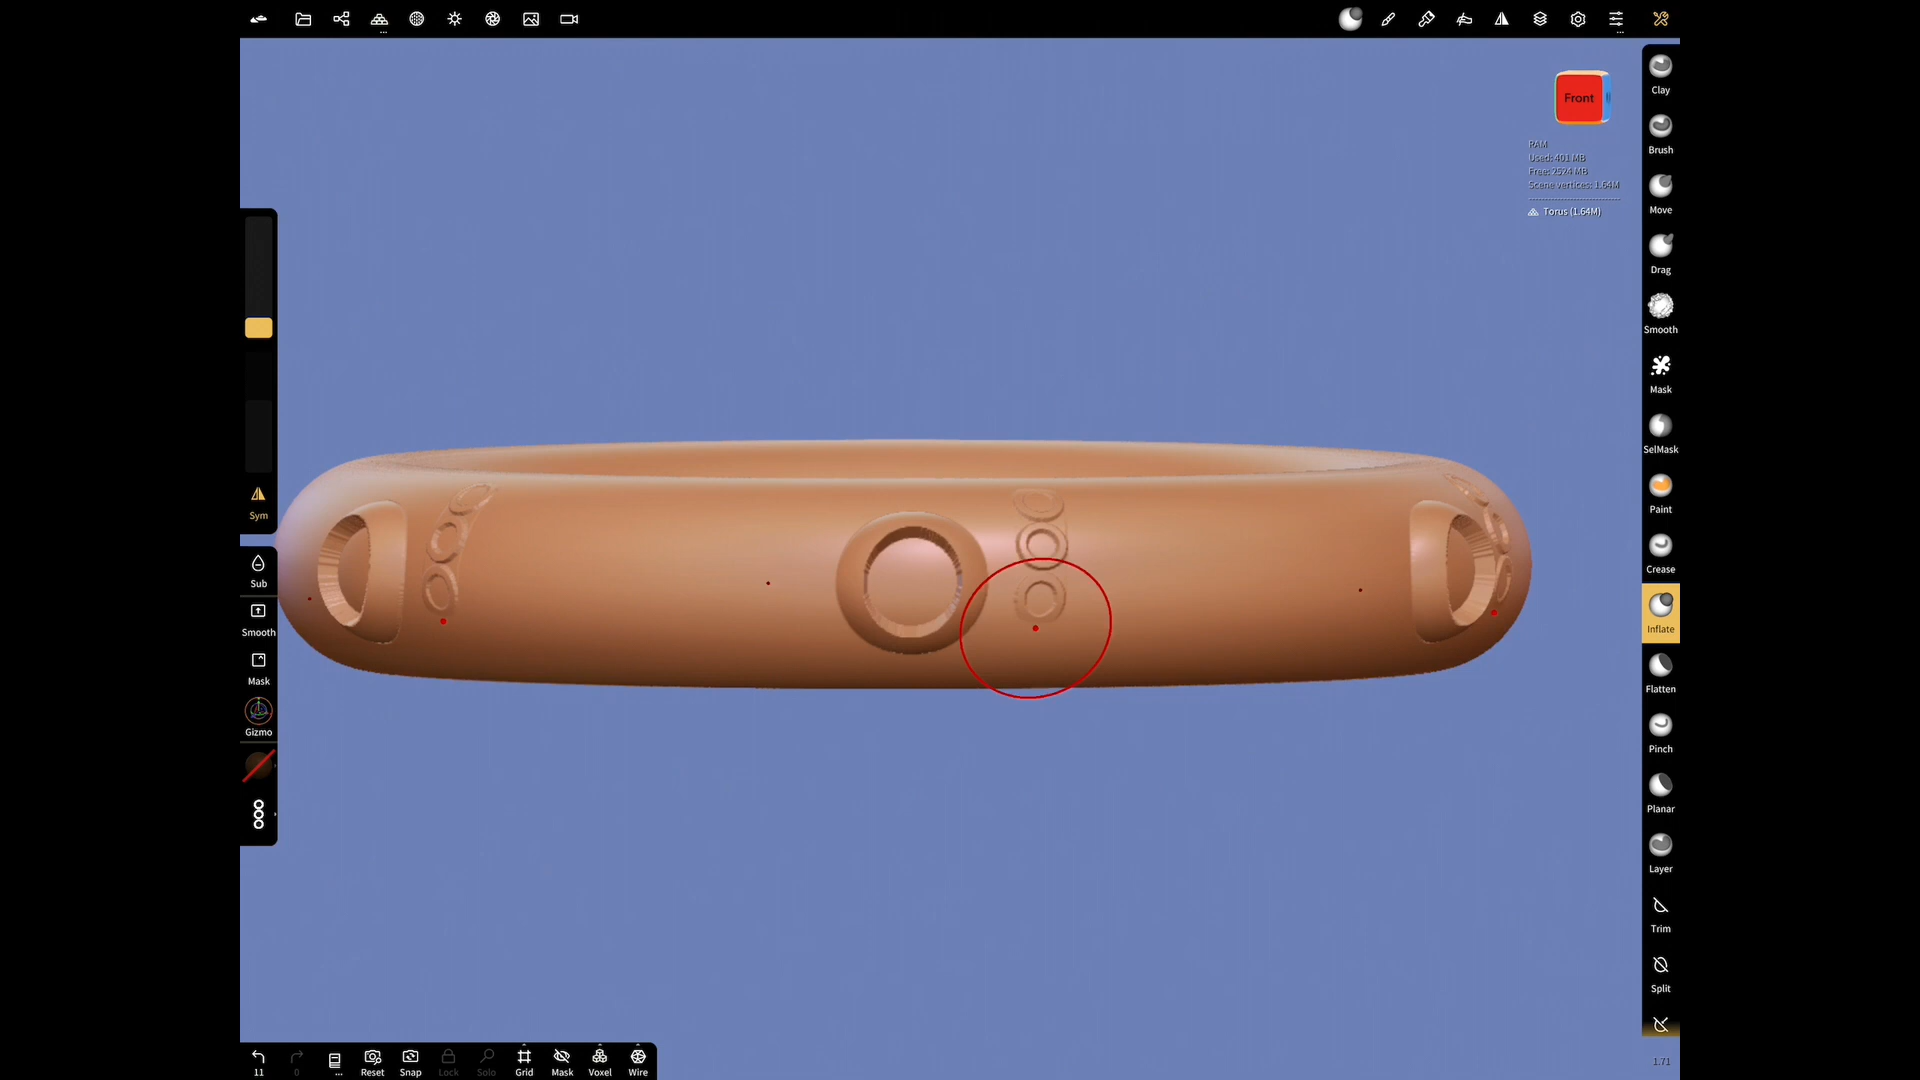 Front
RAM
Used: 401 MB
Free: 2524 MB
Scene vertices: 1.64M
Torus (1.64M)
Clay
Brush
Move
Drag
Smooth
Mask
SelMask
Paint
Crease
Inflate
Flatten
Pinch
Planar
Layer
Trim
Split
1.71
Sym
Sub
Smooth
Mask
Gizmo
11
0
Reset
Snap
Lock
Solo
Grid
Mask
Voxel
Wire